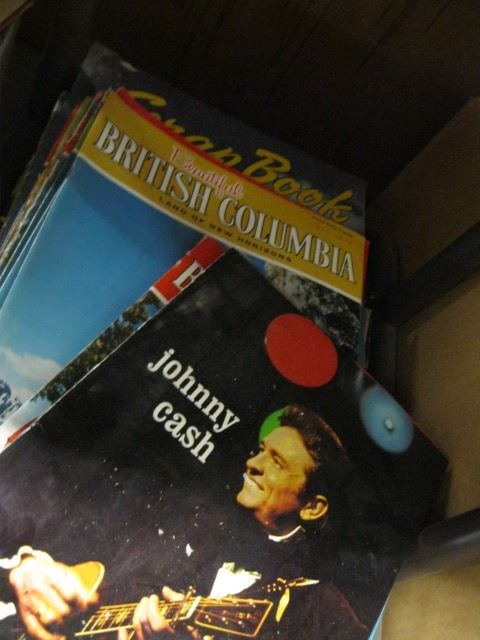 Scrap Book
Beautiful
BRITISH COLUMBIA
LAND OF NEW HORIZONS
johnny
cash